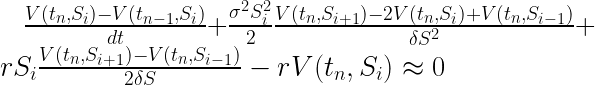 \frac{V(t_n,S_i)-V(t_{n-1},S_i)}{dt}+\frac{\sigma^2 S_i^2}{2}\frac{V(t_n,S_{i+1})-2V(t_n,S_i)+V(t_n,S_{i-1})}{\delta S^2}+
rS_i\frac{V(t_n,S_{i+1})-V(t_n,S_{i-1})}{2\delta S}-rV(t_n,S_i)\approx 0